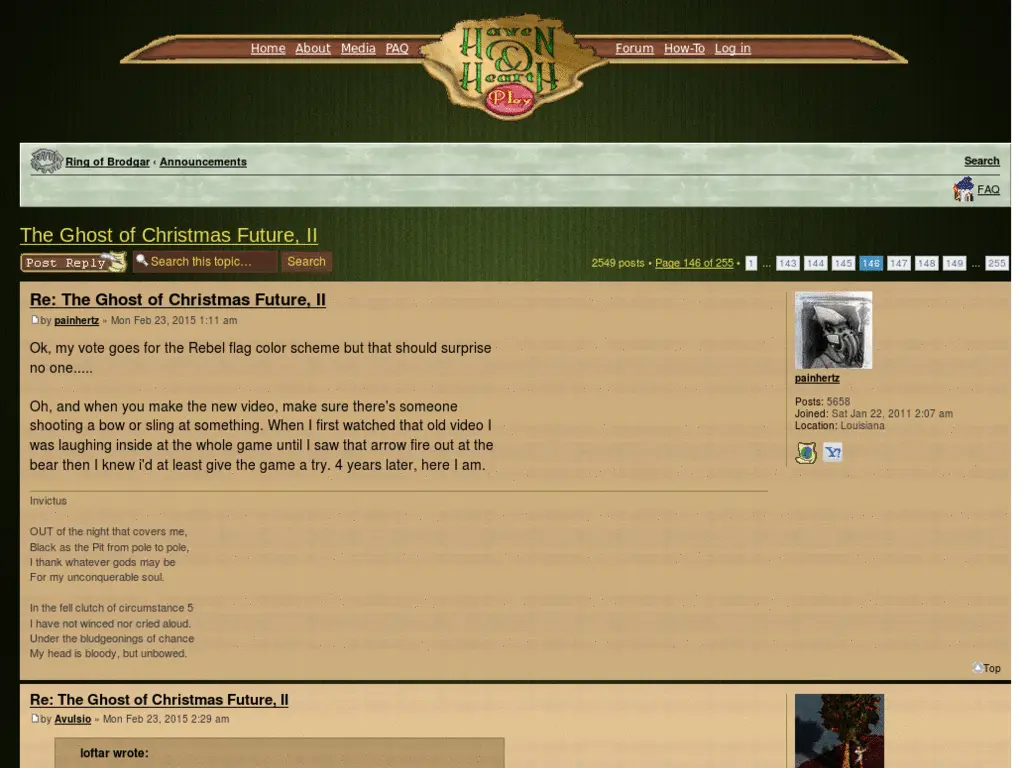 Home About Media PAQ
Haven & Hearth
Play
Forum How-To Log in
Ring of Brodgar ‹ Announcements
Search
FAQ
The Ghost of Christmas Future, II
Post Reply
Search this topic…
Search
2549 posts • Page 146 of 255 • 1 ... 143 144 145 146 147 148 149 ... 255
Re: The Ghost of Christmas Future, II
by painhertz » Mon Feb 23, 2015 1:11 am
Ok, my vote goes for the Rebel flag color scheme but that should surprise
no one.....
Oh, and when you make the new video, make sure there's someone
shooting a bow or sling at something. When I first watched that old video I
was laughing inside at the whole game until I saw that arrow fire out at the
bear then I knew i'd at least give the game a try. 4 years later, here I am.
Invictus
OUT of the night that covers me,
Black as the Pit from pole to pole,
I thank whatever gods may be
For my unconquerable soul.
In the fell clutch of circumstance 5
I have not winced nor cried aloud.
Under the bludgeonings of chance
My head is bloody, but unbowed.
painhertz
Posts: 5658
Joined: Sat Jan 22, 2011 2:07 am
Location: Louisiana
Y?
Top
Re: The Ghost of Christmas Future, II
by Avulsio » Mon Feb 23, 2015 2:29 am
loftar wrote: